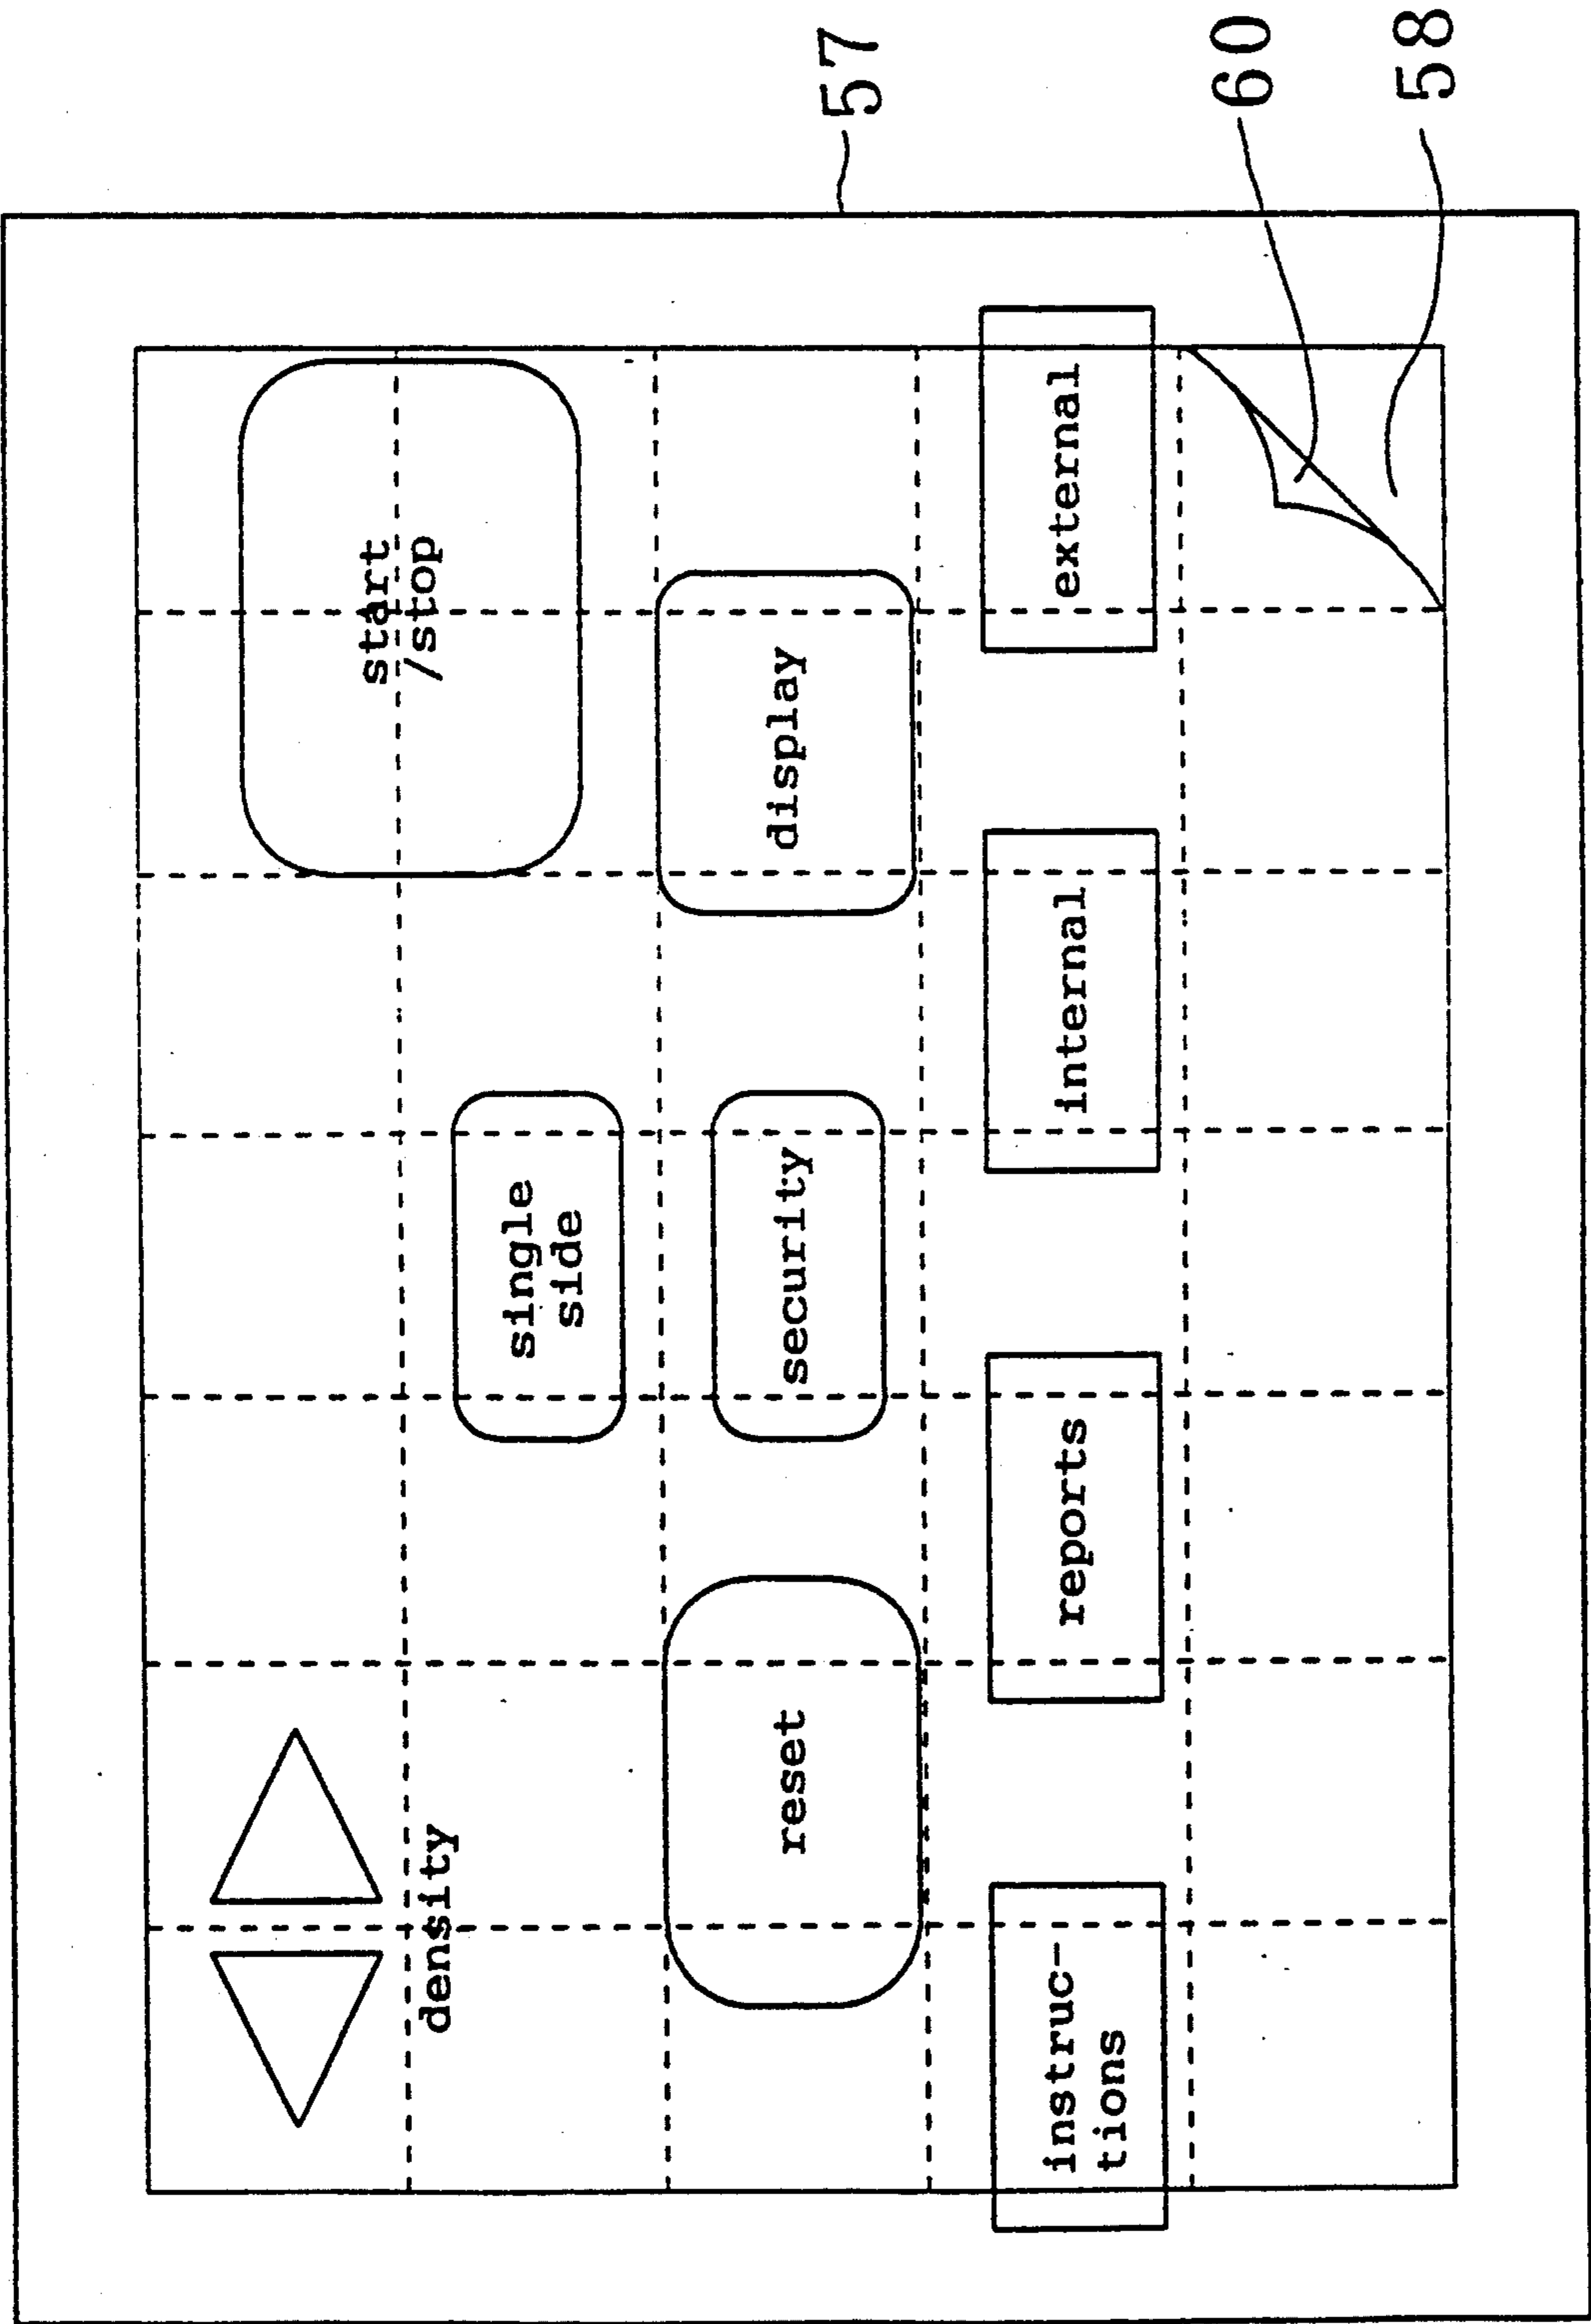 start
/stop
density
single
side
reset
security
display
instruc-
tions
reports
internal
external
57
60
58